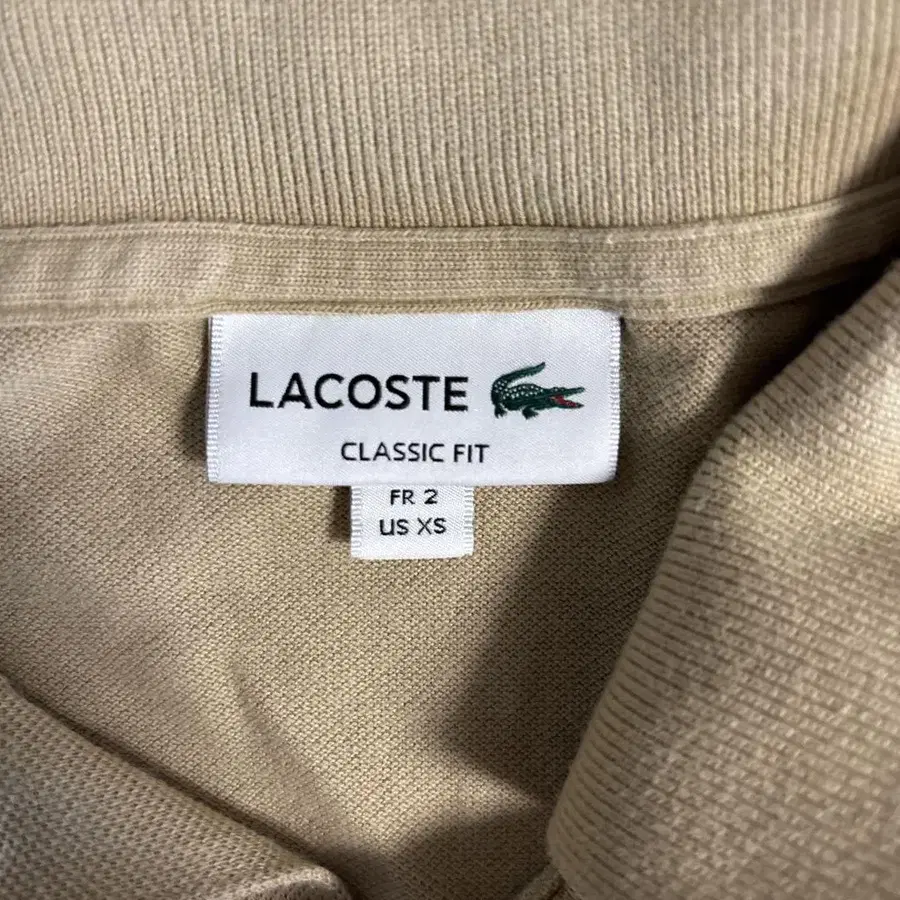 LACOSTE
CLASSIC FIT
FR 2
US XS